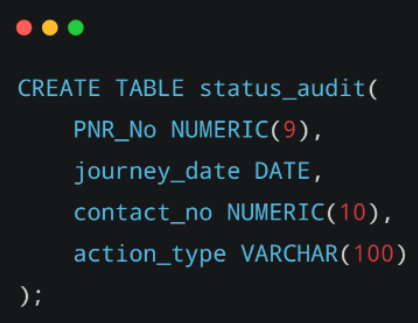 CREATE TABLE status_audit(
    PNR_No NUMERIC(9),
    journey_date DATE,
    contact_no NUMERIC(10),
    action_type VARCHAR(100)
);